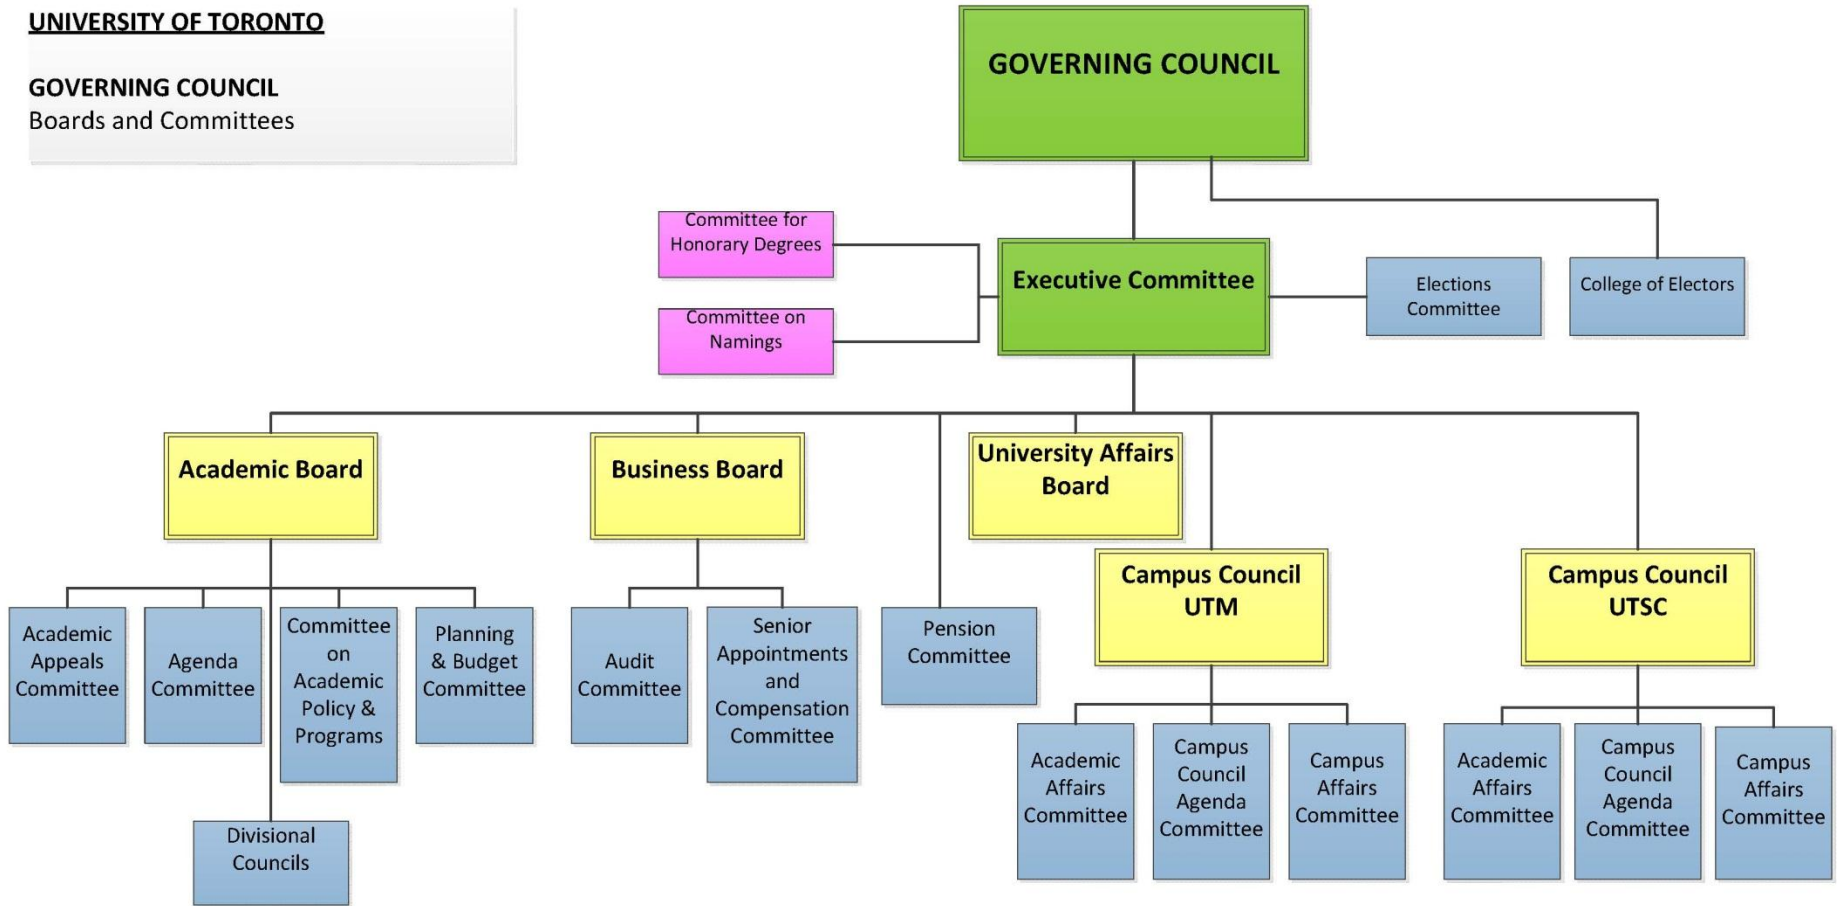 UNIVERSITY OF TORONTO
GOVERNING COUNCIL
Boards and Committees
GOVERNING COUNCIL
Committee for
Honorary Degrees
Committee on
Namings
Executive Committee
Elections
Committee
College of Electors
Academic Board
Business Board
University Affairs
Board
Campus Council
UTM
Campus Council
UTSC
Academic
Appeals
Committee
Agenda
Committee
Committee
on
Academic
Policy &
Programs
Planning
& Budget
Committee
Audit
Committee
Senior
Appointments
and
Compensation
Committee
Pension
Committee
Academic
Affairs
Committee
Campus
Council
Agenda
Committee
Campus
Affairs
Committee
Academic
Affairs
Committee
Campus
Council
Agenda
Committee
Campus
Affairs
Committee
Divisional
Councils